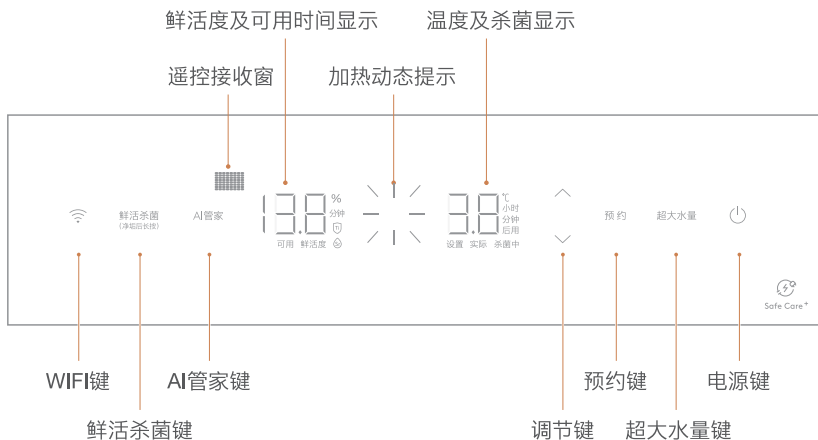 鲜活度及可用时间显示
温度及杀菌显示
遥控接收窗
加热动态提示
鲜活杀菌
(净垢后长按)
AI管家
13.8
%
分钟
可用 鲜活度
3.8
℃
小时
分钟
后用
设置 实际 杀菌中
预约
超大水量
Safe Care+
WIFI键
AI管家键
预约键
电源键
鲜活杀菌键
调节键
超大水量键